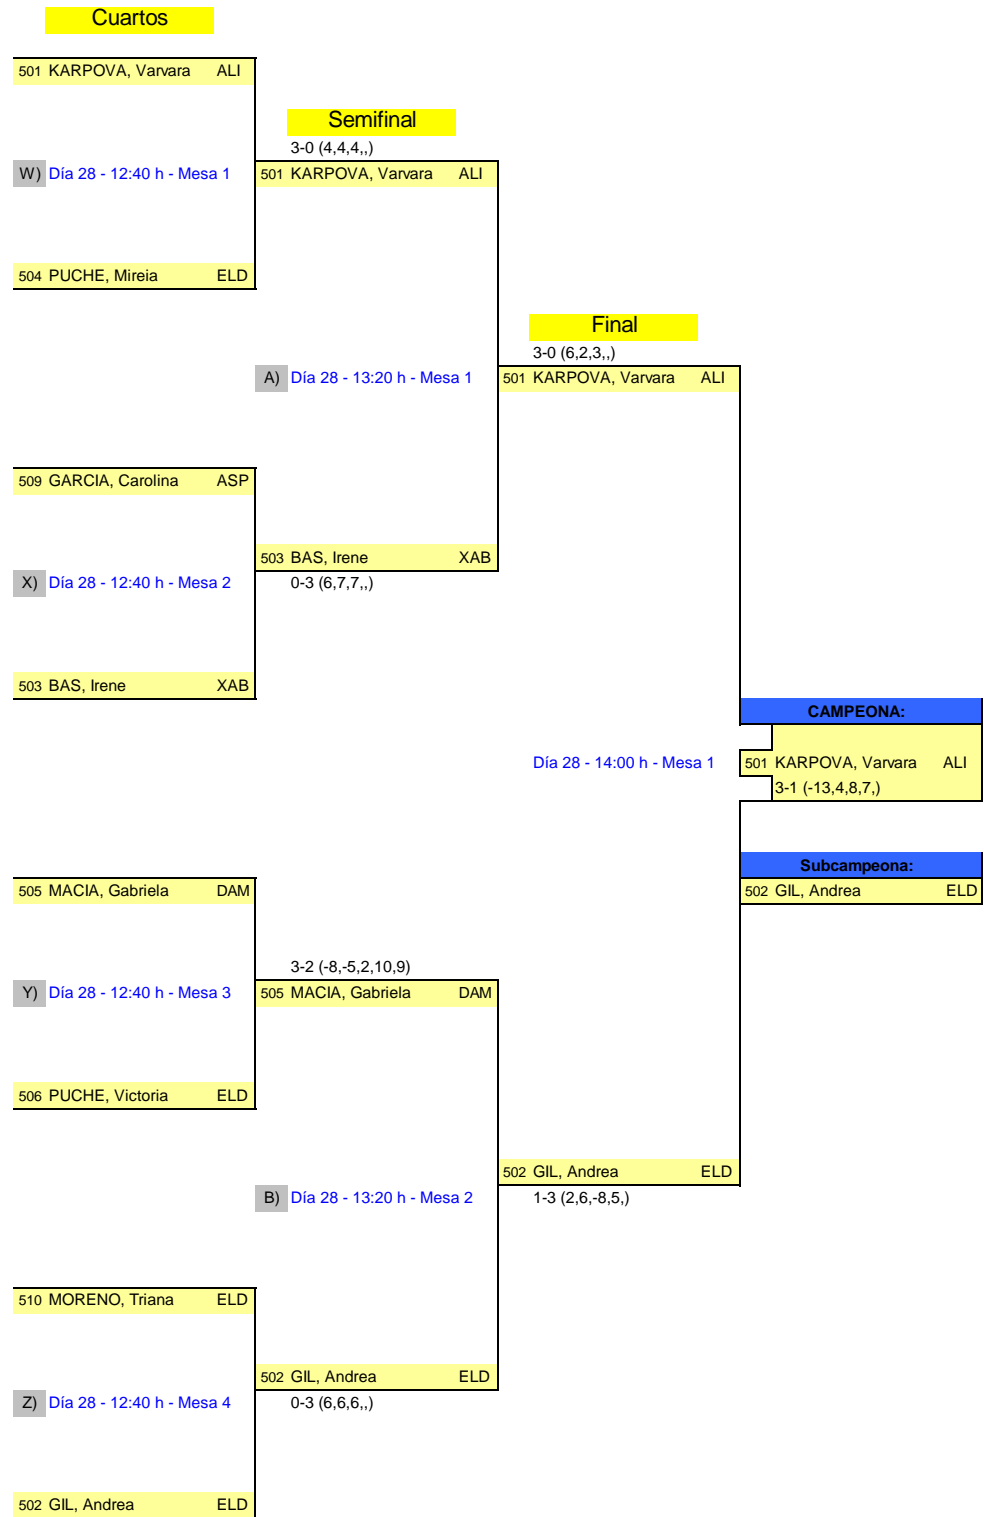 Cuartos
501 KARPOVA, Varvara ALI
Semifinal
3-0 (4,4,4,,)
W) Día 28 - 12:40 h - Mesa 1
501 KARPOVA, Varvara ALI
504 PUCHE, Mireia ELD
Final
3-0 (6,2,3,,)
A) Día 28 - 13:20 h - Mesa 1
501 KARPOVA, Varvara ALI
509 GARCIA, Carolina ASP
503 BAS, Irene XAB
X) Día 28 - 12:40 h - Mesa 2
0-3 (6,7,7,,)
503 BAS, Irene XAB
CAMPEONA:
Día 28 - 14:00 h - Mesa 1
501 KARPOVA, Varvara ALI
3-1 (-13,4,8,7,)
Subcampeona:
505 MACIA, Gabriela DAM
502 GIL, Andrea ELD
3-2 (-8,-5,2,10,9)
Y) Día 28 - 12:40 h - Mesa 3
505 MACIA, Gabriela DAM
506 PUCHE, Victoria ELD
502 GIL, Andrea ELD
B) Día 28 - 13:20 h - Mesa 2
1-3 (2,6,-8,5,)
510 MORENO, Triana ELD
502 GIL, Andrea ELD
Z) Día 28 - 12:40 h - Mesa 4
0-3 (6,6,6,,)
502 GIL, Andrea ELD